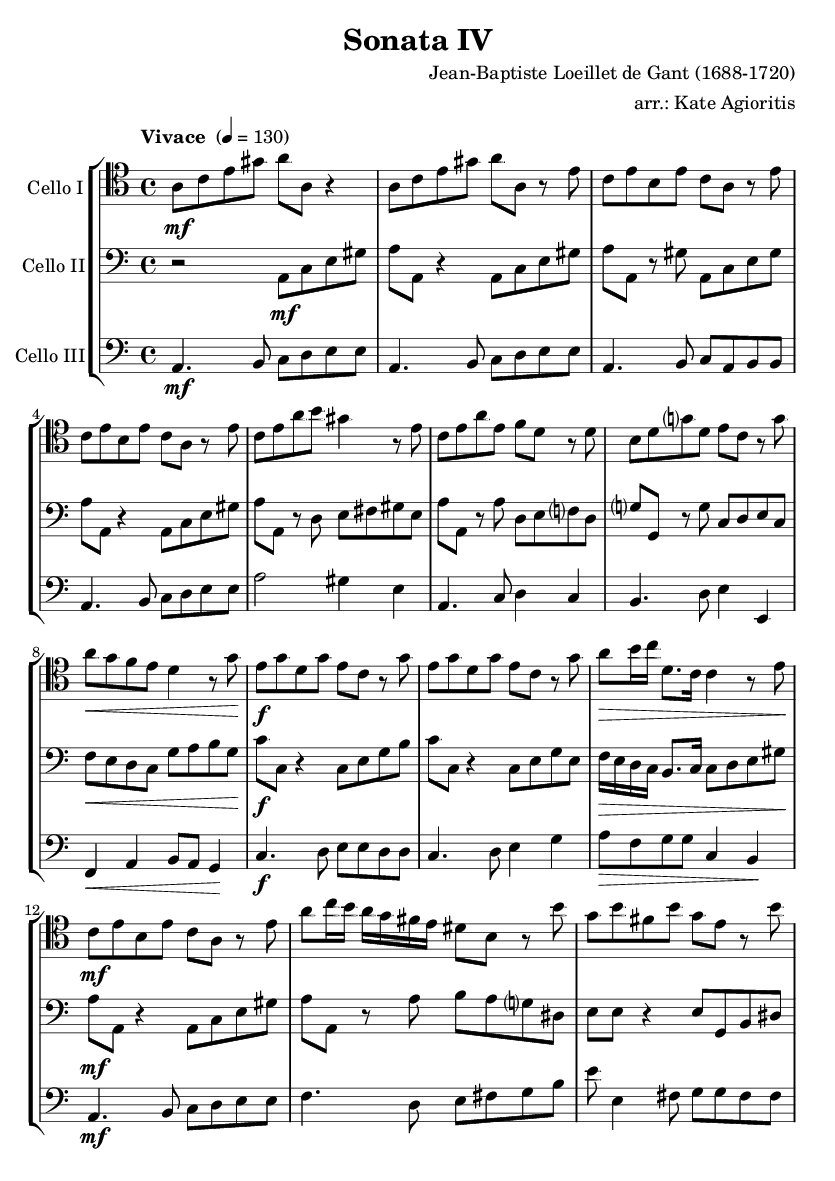 Sonata IV
Jean-Baptiste Loeillet de Gant (1688-1720)
arr.: Kate Agioritis
Vivace (♩ = 130)
Cello I
mf
Cello II
mf
Cello III
mf
4
8
f
f
f
12
mf
mf
mf